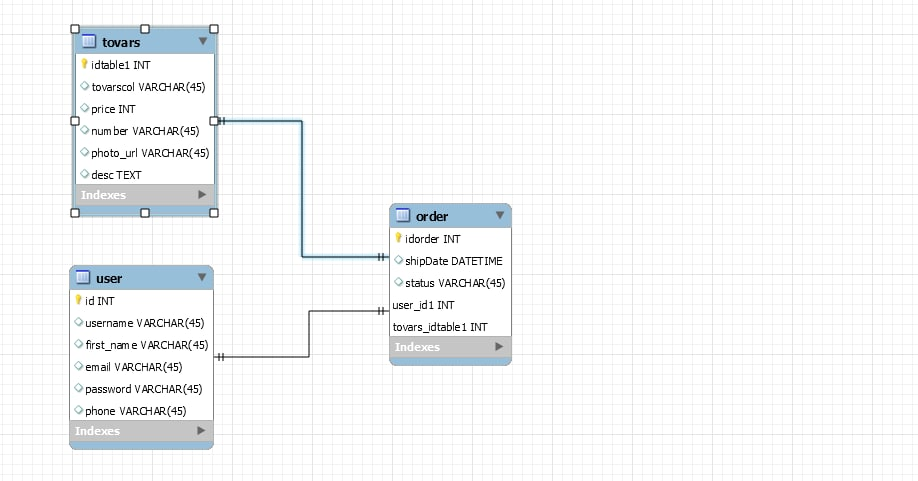 tovars
idtable1 INT
tovarscol VARCHAR(45)
price INT
number VARCHAR(45)
photo_url VARCHAR(45)
desc TEXT
Indexes
order
idorder INT
shipDate DATETIME
status VARCHAR(45)
user_id1 INT
tovars_idtable1 INT
Indexes
user
id INT
username VARCHAR(45)
first_name VARCHAR(45)
email VARCHAR(45)
password VARCHAR(45)
phone VARCHAR(45)
Indexes